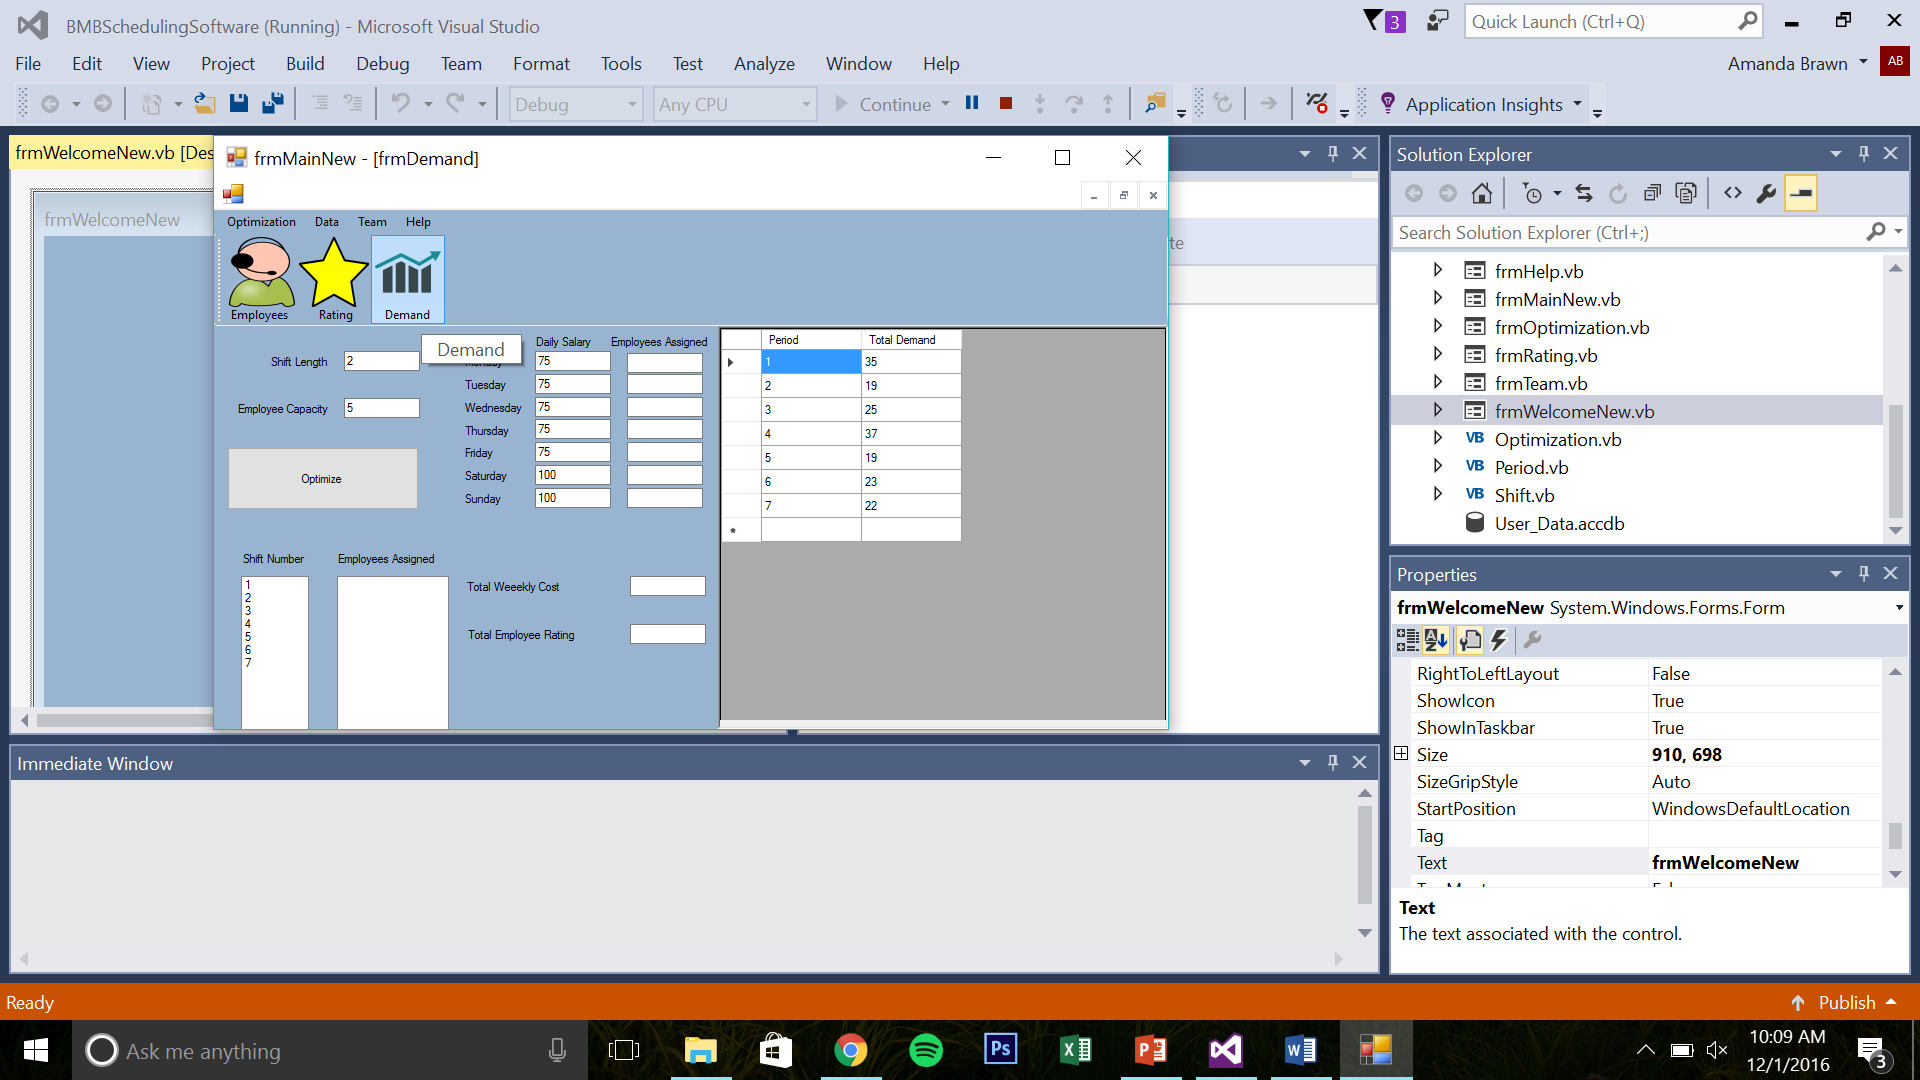 BMBSchedulingSoftware (Running) - Microsoft Visual Studio
3
Quick Launch (Ctrl+Q)
File Edit View Project Build Debug Team Format Tools Test Analyze Window Help
Amanda Brawn
AB
Debug
Any CPU
Continue
Application Insights
frmWelcomeNew.vb [Des
frmWelcomeNew
frmMainNew - [frmDemand]
Optimization Data Team Help
Employees Rating Demand
Demand
Daily Salary Employees Assigned
Shift Length 2
75
Tuesday 75
Employee Capacity 5
Wednesday 75
Thursday 75
Friday 75
Optimize
Saturday 100
Sunday 100
Shift Number Employees Assigned
1
2
3
4
5
6
7
Total Weeekly Cost
Total Employee Rating
Period Total Demand
1 35
2 19
3 25
4 37
5 19
6 23
7 22
*
te
Solution Explorer
Search Solution Explorer (Ctrl+;)
frmHelp.vb
frmMainNew.vb
frmOptimization.vb
frmRating.vb
frmTeam.vb
frmWelcomeNew.vb
VB Optimization.vb
VB Period.vb
VB Shift.vb
User_Data.accdb
Properties
frmWelcomeNew System.Windows.Forms.Form
RightToLeftLayout False
ShowIcon True
ShowInTaskbar True
Size 910, 698
SizeGripStyle Auto
StartPosition WindowsDefaultLocation
Tag
Text frmWelcomeNew
Text
The text associated with the control.
Immediate Window
Ready
Publish
Ask me anything
Ps
10:09 AM
12/1/2016
3